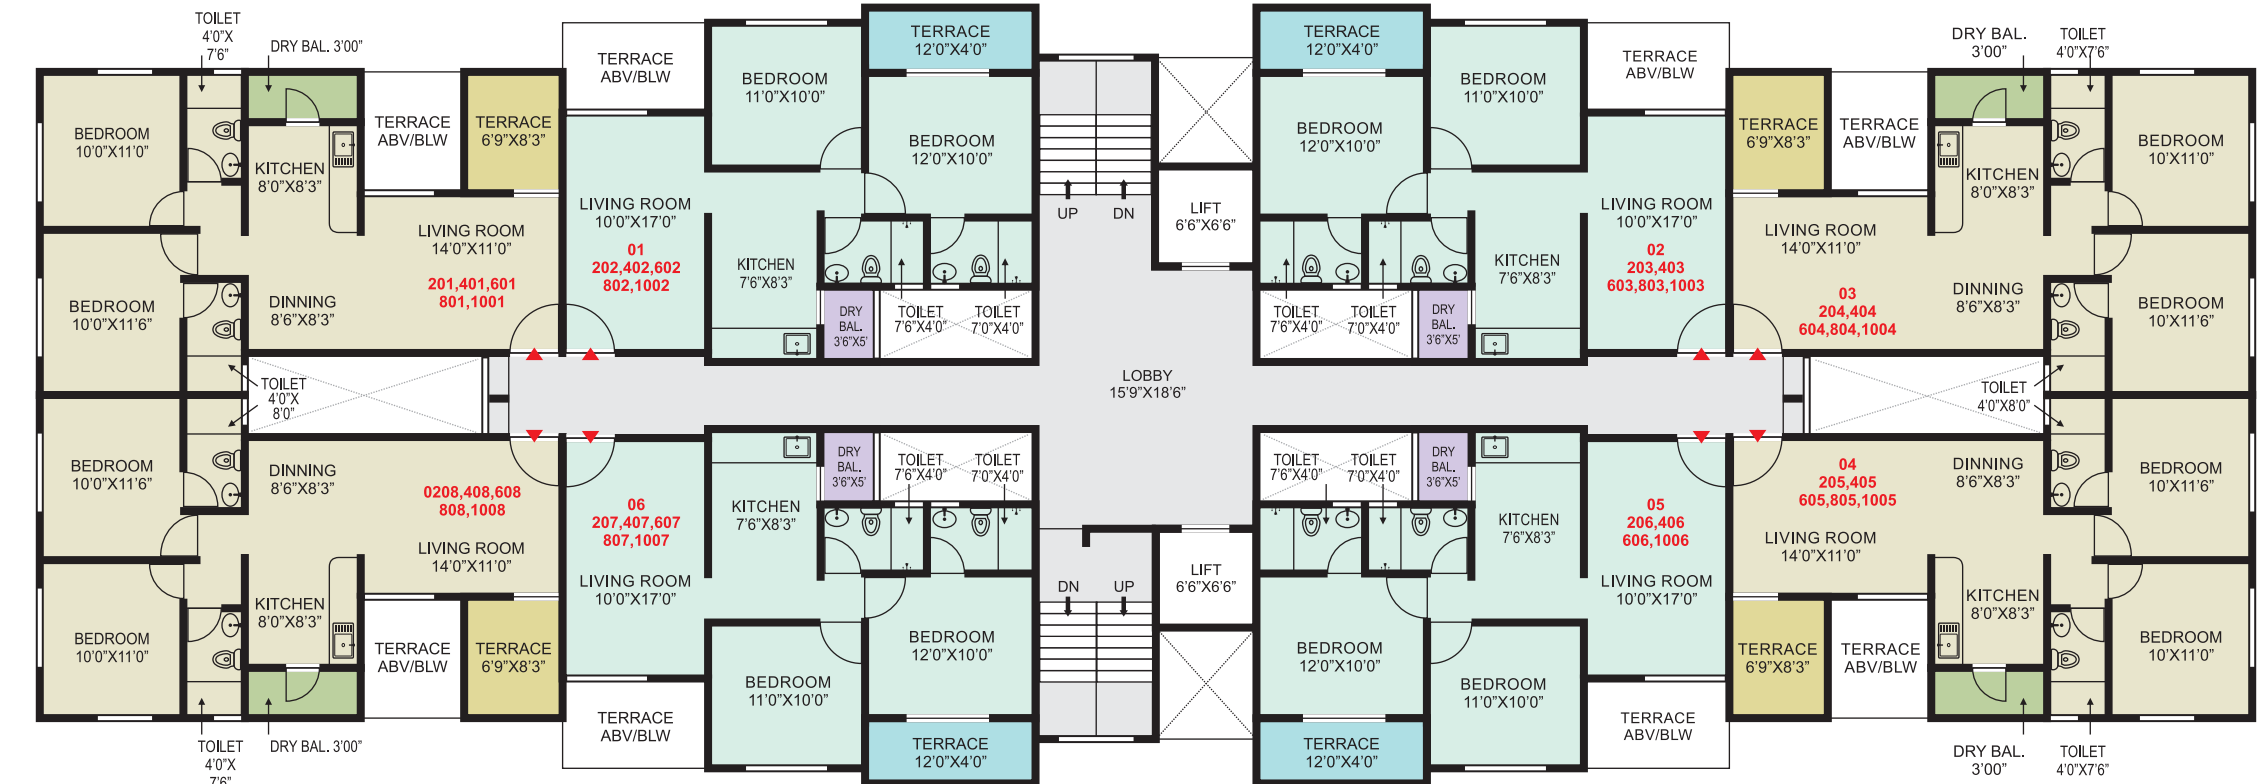 TOILET
4'0"X
7'6"
DRY BAL. 3'00"
TERRACE
ABV/BLW
BEDROOM
11'0"X10'0"
TERRACE
12'0"X4'0"
TERRACE
12'0"X4'0"
BEDROOM
11'0"X10'0"
TERRACE
ABV/BLW
DRY BAL.
3'00"
TOILET
4'0"X7'6"
BEDROOM
10'0"X11'0"
KITCHEN
8'0"X8'3"
TERRACE
ABV/BLW
TERRACE
6'9"X8'3"
BEDROOM
12'0"X10'0"
BEDROOM
12'0"X10'0"
TERRACE
6'9"X8'3"
TERRACE
ABV/BLW
KITCHEN
8'0"X8'3"
BEDROOM
10'X11'0"
LIVING ROOM
14'0"X11'0"
201,401,601
801,1001
LIVING ROOM
10'0"X17'0"
01
202,402,602
802,1002
UP
DN
LIFT
6'6"X6'6"
LIVING ROOM
10'0"X17'0"
02
203,403
603,803,1003
LIVING ROOM
14'0"X11'0"
03
204,404
604,804,1004
BEDROOM
10'0"X11'6"
DINNING
8'6"X8'3"
KITCHEN
7'6"X8'3"
DRY
BAL.
3'6"X5'
TOILET
7'6"X4'0"
TOILET
7'0"X4'0"
TOILET
7'6"X4'0"
TOILET
7'0"X4'0"
DRY
BAL.
3'6"X5'
KITCHEN
7'6"X8'3"
DINNING
8'6"X8'3"
BEDROOM
10'X11'6"
TOILET
4'0"X
8'0"
LOBBY
15'9"X18'6"
TOILET
4'0"X8'0"
BEDROOM
10'0"X11'6"
DINNING
8'6"X8'3"
0208,408,608
808,1008
LIVING ROOM
14'0"X11'0"
06
207,407,607
807,1007
LIVING ROOM
10'0"X17'0"
KITCHEN
7'6"X8'3"
DRY
BAL.
3'6"X5'
TOILET
7'6"X4'0"
TOILET
7'0"X4'0"
TOILET
7'6"X4'0"
TOILET
7'0"X4'0"
DRY
BAL.
3'6"X5'
KITCHEN
7'6"X8'3"
05
206,406
606,1006
LIVING ROOM
10'0"X17'0"
04
205,405
605,805,1005
LIVING ROOM
14'0"X11'0"
DINNING
8'6"X8'3"
BEDROOM
10'X11'6"
DN
UP
LIFT
6'6"X6'6"
BEDROOM
10'0"X11'0"
KITCHEN
8'0"X8'3"
TERRACE
ABV/BLW
TERRACE
6'9"X8'3"
BEDROOM
12'0"X10'0"
BEDROOM
12'0"X10'0"
TERRACE
6'9"X8'3"
TERRACE
ABV/BLW
KITCHEN
8'0"X8'3"
BEDROOM
10'X11'0"
TOILET
4'0"X
7'6"
DRY BAL. 3'00"
TERRACE
ABV/BLW
BEDROOM
11'0"X10'0"
TERRACE
12'0"X4'0"
TERRACE
12'0"X4'0"
BEDROOM
11'0"X10'0"
TERRACE
ABV/BLW
DRY BAL.
3'00"
TOILET
4'0"X7'6"